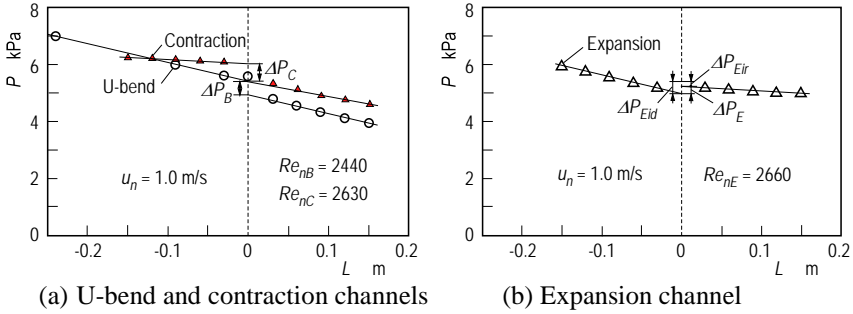 8
6
4
2
0
P kPa
Contraction
U-bend
ΔP_C
ΔP_B
u_n = 1.0 m/s
Re_nB = 2440
Re_nC = 2630
-0.2 -0.1 0 0.1 0.2
L m
(a) U-bend and contraction channels
8
6
4
2
0
P kPa
Expansion
ΔP_Eir
ΔP_Eid
ΔP_E
u_n = 1.0 m/s
Re_nE = 2660
-0.2 -0.1 0 0.1 0.2
L m
(b) Expansion channel